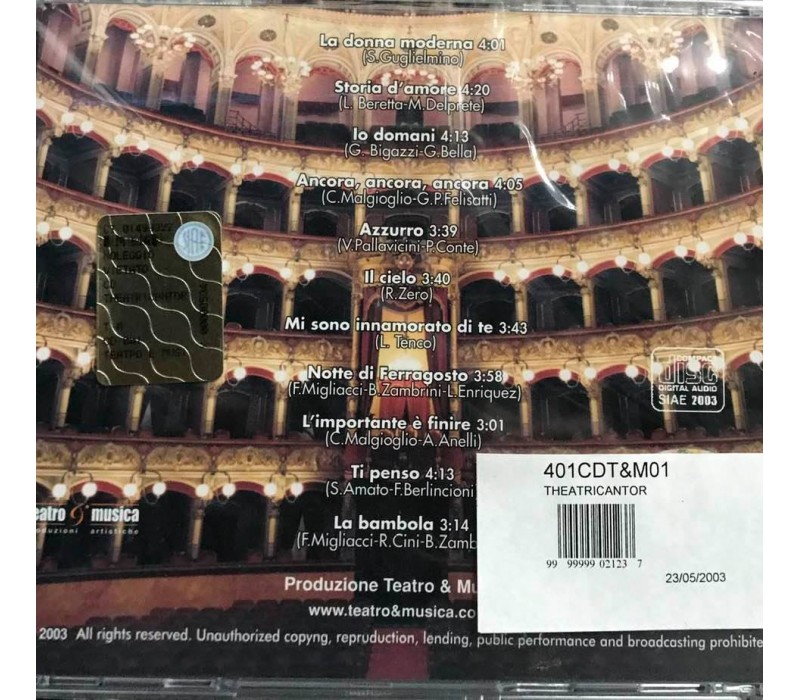 La donna moderna 4:01
(S.Guglielmino)
Storia d'amore 4:20
(L. Beretta-M.Delprete)
Io domani 4:13
(G. Bigazzi-G.Bella)
Ancora, ancora, ancora 4:05
(C.Malgioglio-G.P.Felisatti)
Azzurro 3:39
(V.Pallavicini-P.Conte)
Il cielo 3:40
(R.Zero)
Mi sono innamorato di te 3:43
(L. Tenco)
Notte di Ferragosto 3:58
(F.Migliacci-B.Zambrini-L.Enriquez)
L'importante è finire 3:01
(C.Malgioglio-A.Anelli)
Ti penso 4:13
(S.Amato-F.Berlincioni
La bambola 3:14
(F.Migliacci-R.Cini-B.Zamb
Produzione Teatro & Mu
www.teatro&musica.co
2003 All rights reserved. Unauthorized copyng, repruduction, lending, public performance and broadcasting prohibite
eatro & musica
oduzioni artistiche
COMPACT
disc
DIGITAL AUDIO
SIAE 2003
401CDT&M01
THEATRICANTOR
99 99999 02123 7
23/05/2003